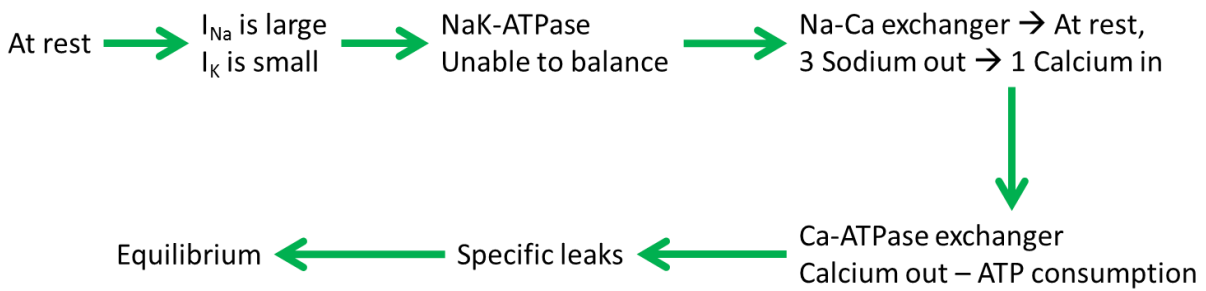 At rest
I_Na is large
I_K is small
NaK-ATPase
Unable to balance
Na-Ca exchanger → At rest,
3 Sodium out → 1 Calcium in
Ca-ATPase exchanger
Calcium out – ATP consumption
Specific leaks
Equilibrium